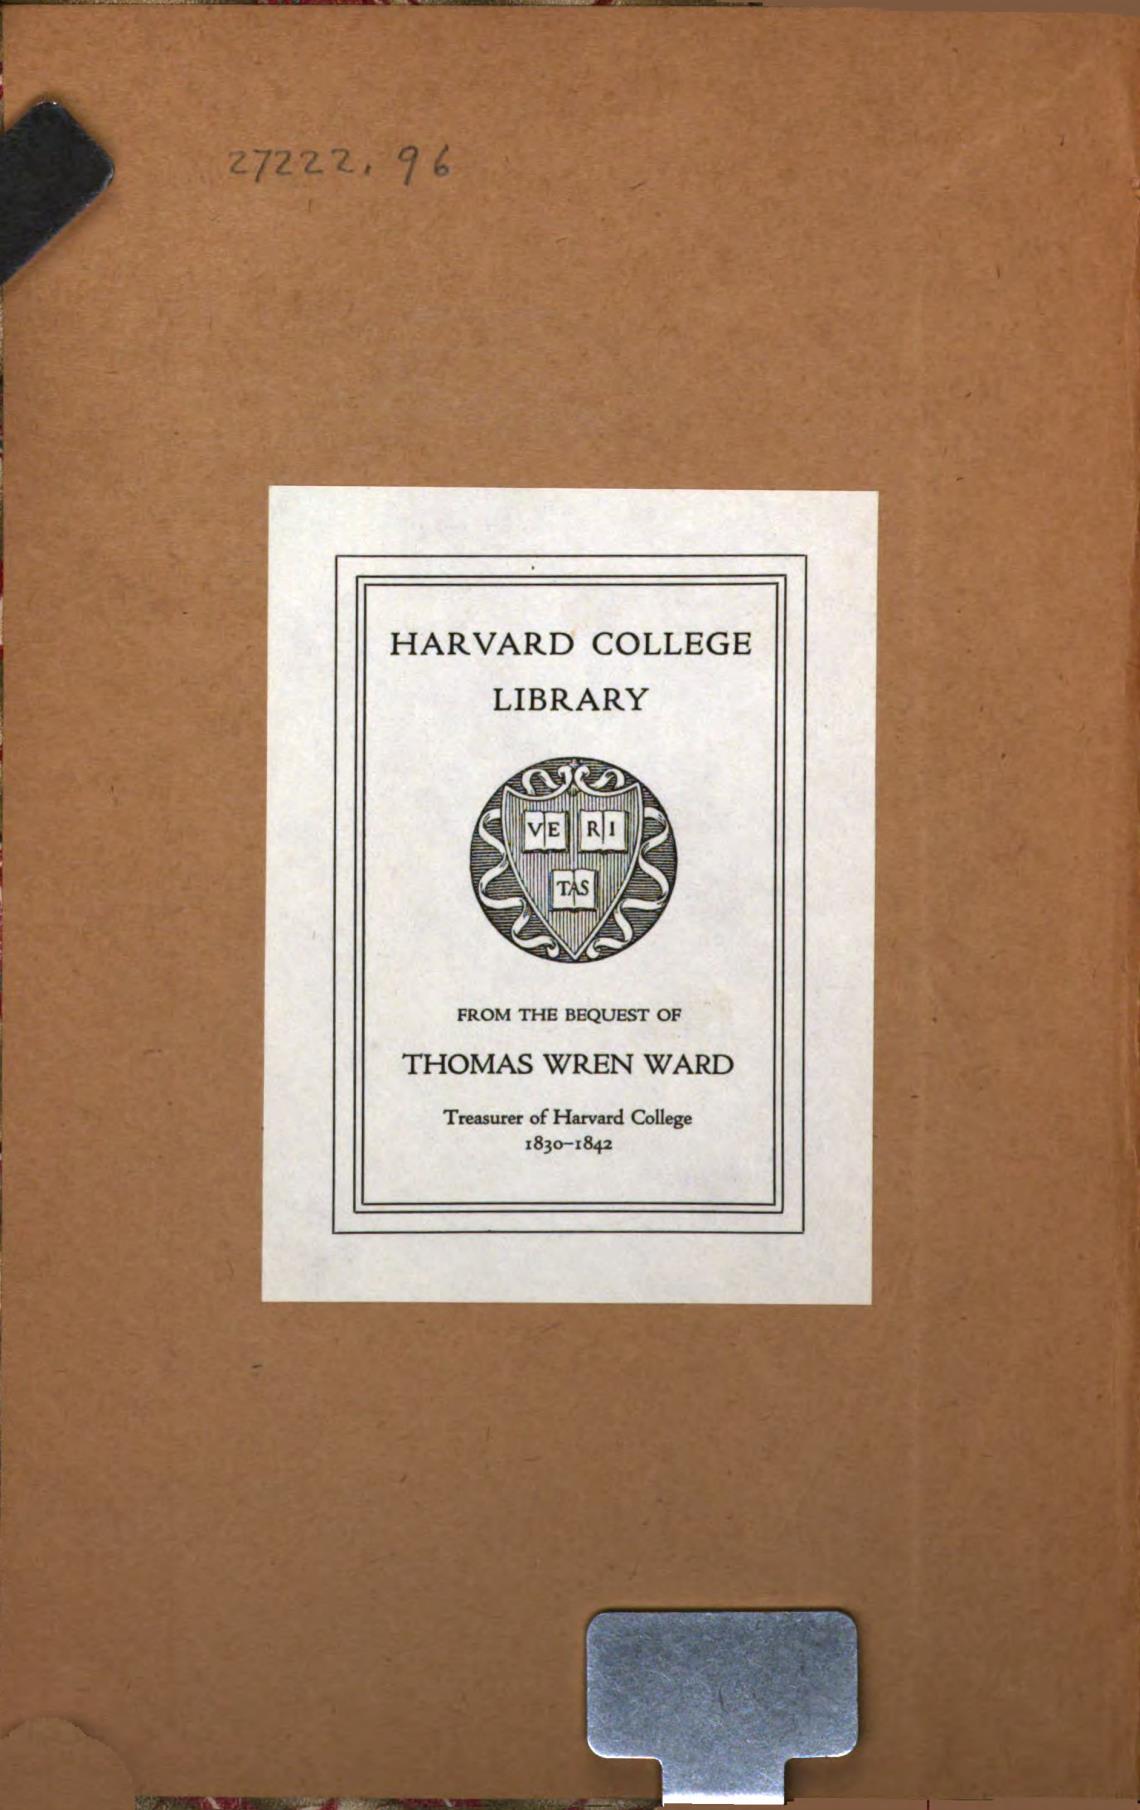 27222.96
HARVARD COLLEGE
LIBRARY
VE RI
TAS
FROM THE BEQUEST OF
THOMAS WREN WARD
Treasurer of Harvard College
1830–1842